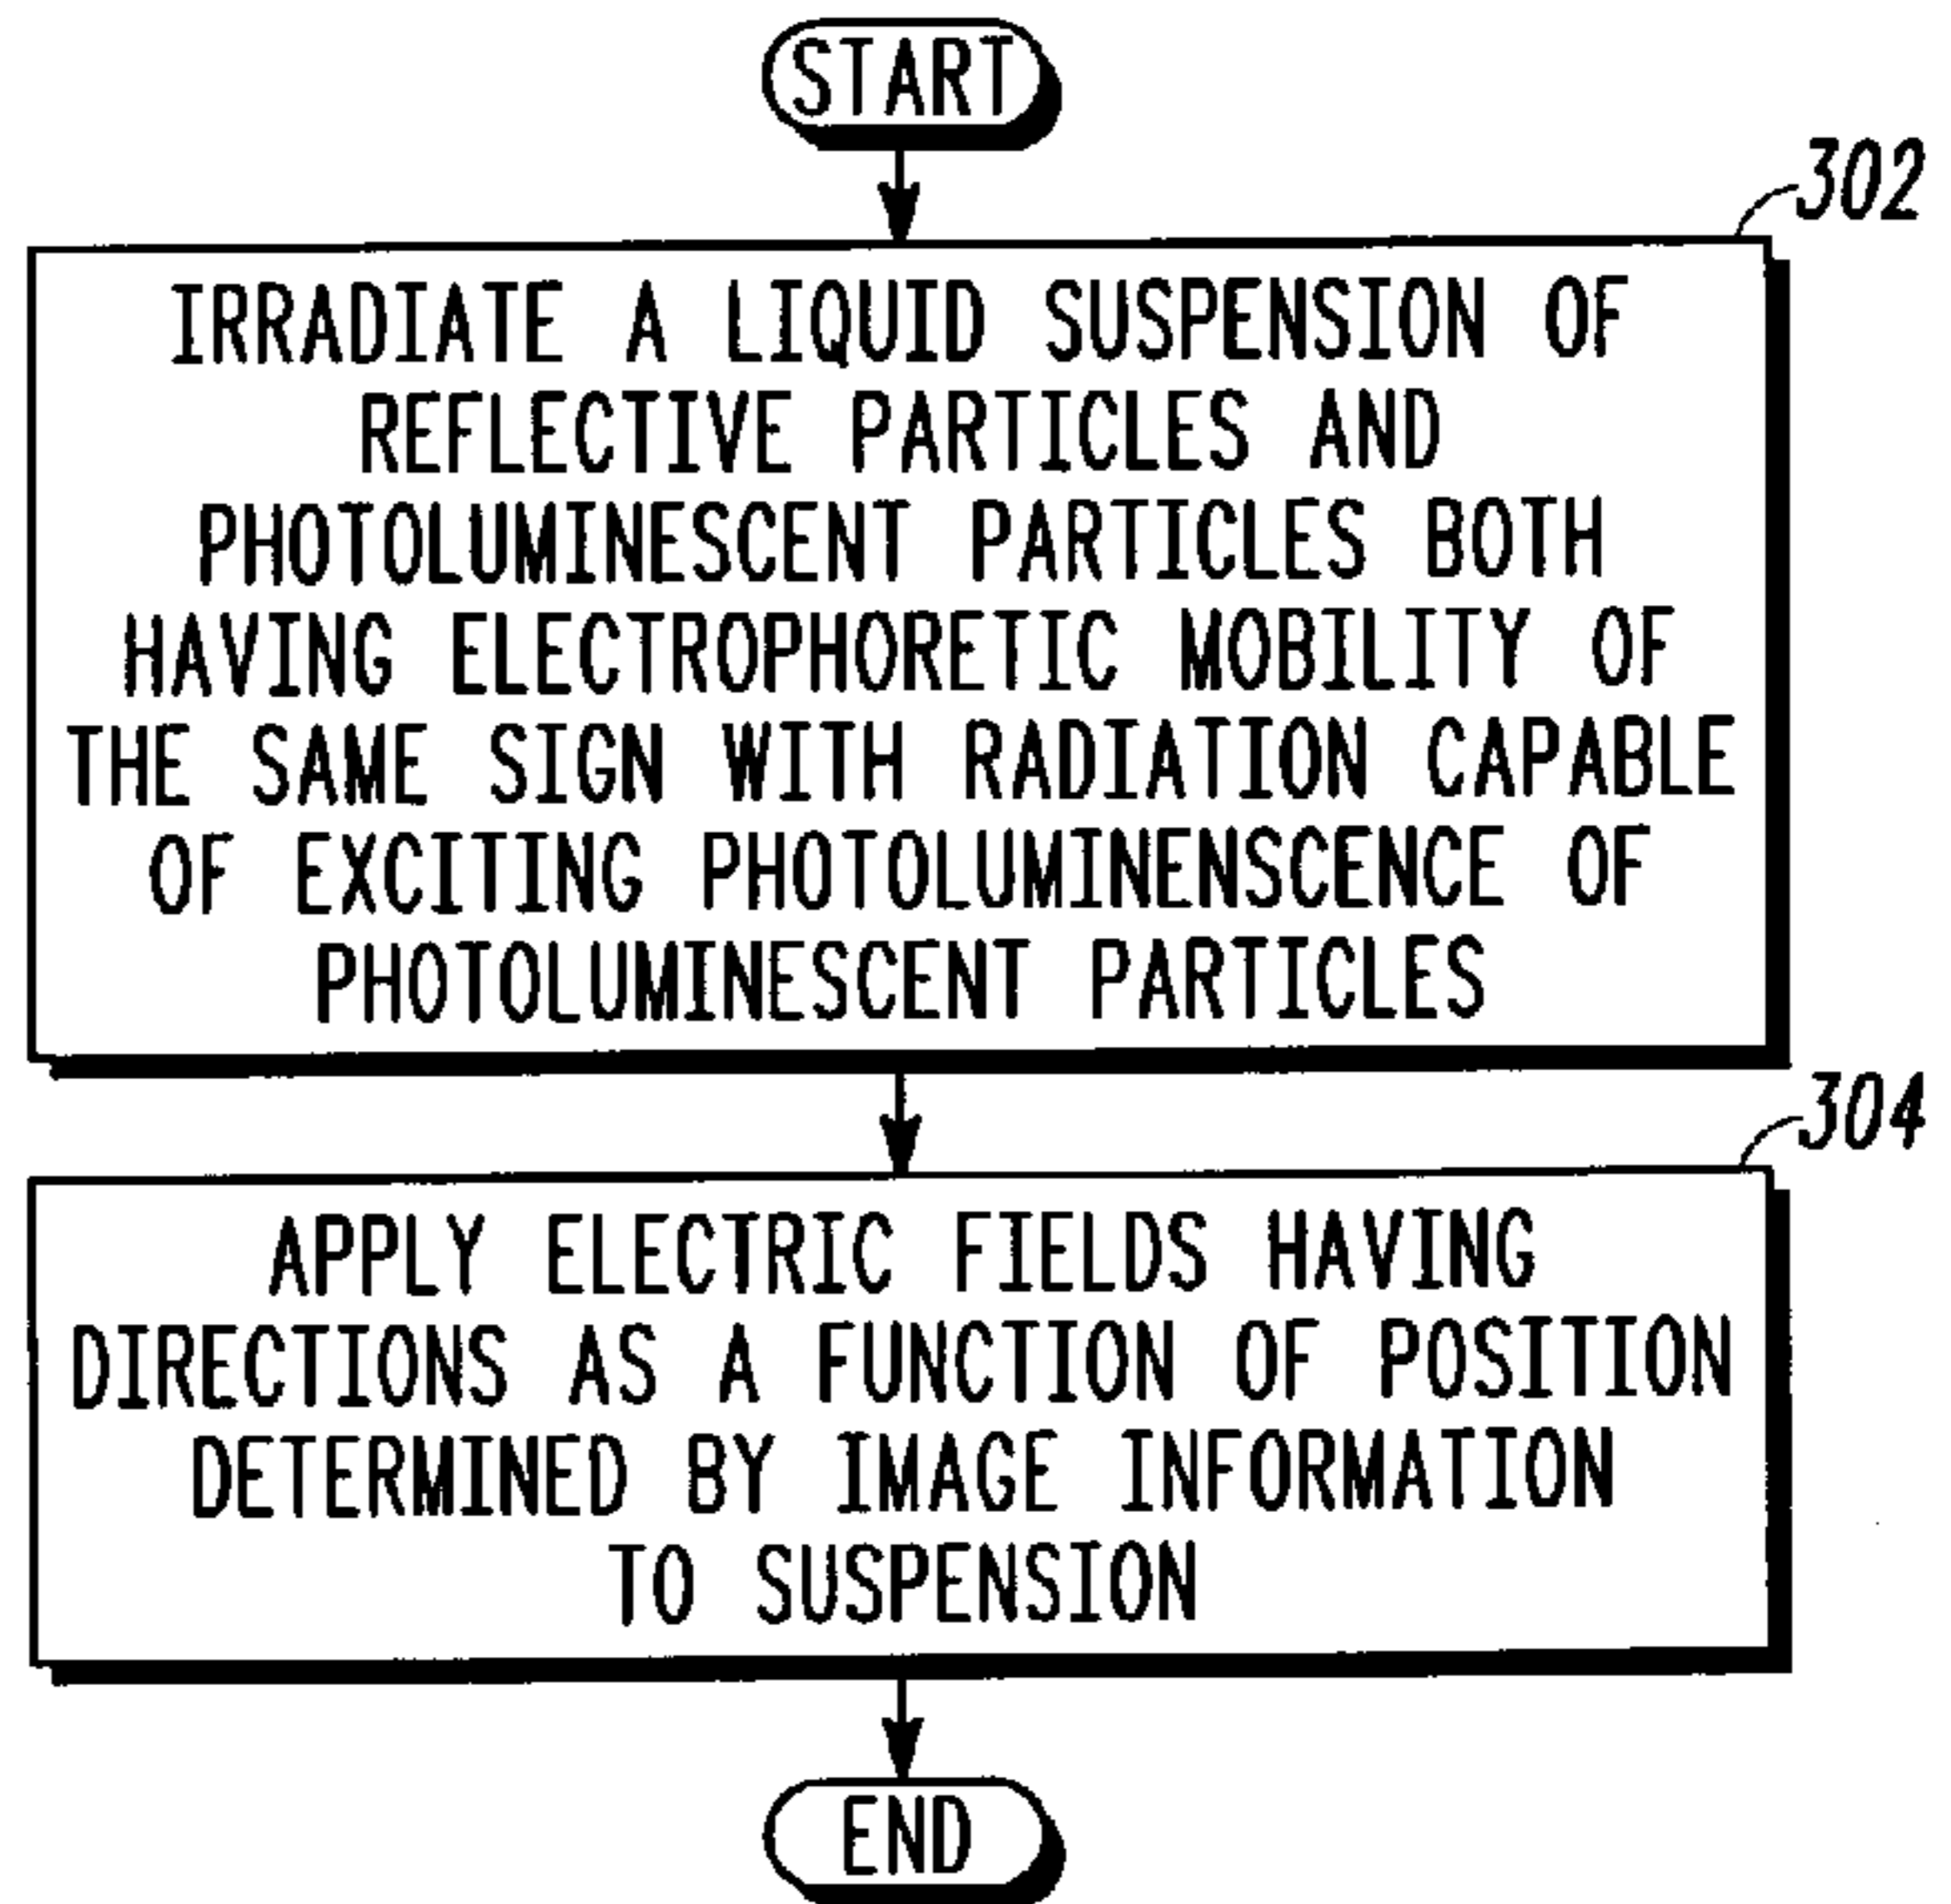 START
302
IRRADIATE A LIQUID SUSPENSION OF
REFLECTIVE PARTICLES AND
PHOTOLUMINESCENT PARTICLES BOTH
HAVING ELECTROPHORETIC MOBILITY OF
THE SAME SIGN WITH RADIATION CAPABLE
OF EXCITING PHOTOLUMINENSCENCE OF
PHOTOLUMINESCENT PARTICLES
304
APPLY ELECTRIC FIELDS HAVING
DIRECTIONS AS A FUNCTION OF POSITION
DETERMINED BY IMAGE INFORMATION
TO SUSPENSION
END